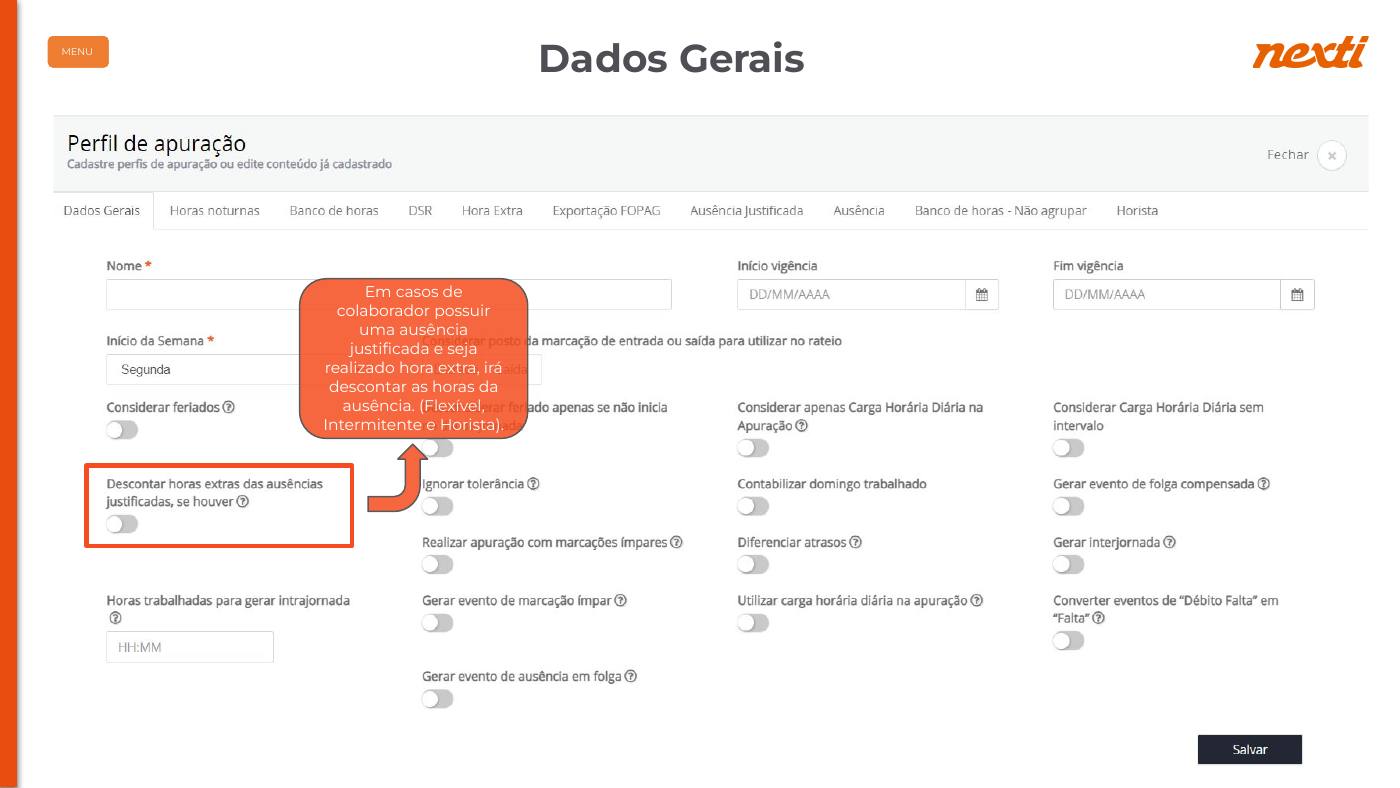 MENU
Dados Gerais
nexti
Perfil de apuração
Cadastre perfis de apuração ou edite conteúdo já cadastrado
Fechar
Dados Gerais Horas noturnas Banco de horas DSR Hora Extra Exportação FOPAG Ausência Justificada Ausência Banco de horas - Não agrupar Horista
Nome * Início vigência Fim vigência
DD/MM/AAAA DD/MM/AAAA
Em casos de
colaborador possuir
uma ausência
justificada e seja
realizado hora extra, irá
descontar as horas da
ausência. (Flexível,
Intermitente e Horista).
Início da Semana * Considerar posto da marcação de entrada ou saída para utilizar no rateio
Segunda
Considerar feriados
feriado apenas se não inicia
Considerar apenas Carga Horária Diária na
Apuração
Considerar Carga Horária Diária sem
intervalo
Descontar horas extras das ausências
justificadas, se houver
Ignorar tolerância
Contabilizar domingo trabalhado
Gerar evento de folga compensada
Realizar apuração com marcações ímpares
Diferenciar atrasos
Gerar interjornada
Horas trabalhadas para gerar intrajornada
HH:MM
Gerar evento de marcação ímpar
Utilizar carga horária diária na apuração
Converter eventos de “Débito Falta” em
“Falta”
Gerar evento de ausência em folga
Salvar